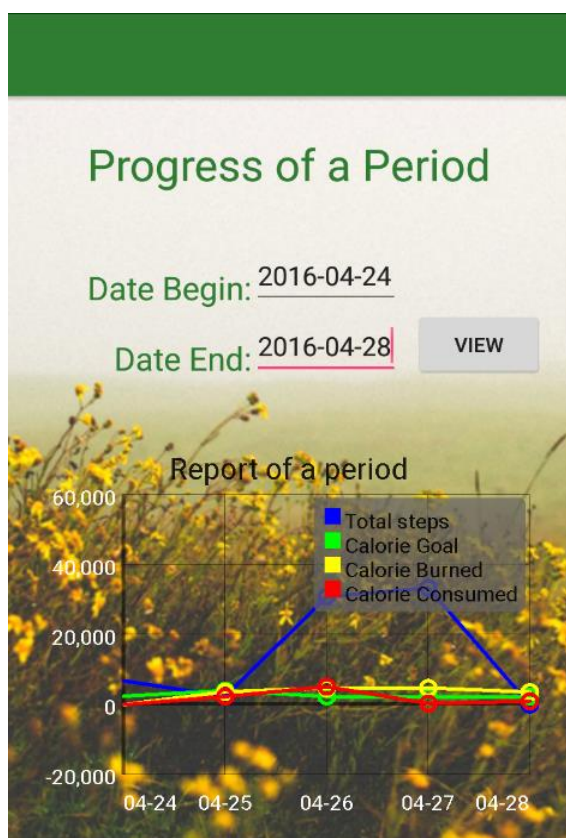 Progress of a Period
Date Begin: 2016-04-24
Date End: 2016-04-28 VIEW
Report of a period
60,000
Total steps
Calorie Goal
Calorie Burned
40,000
Calorie Consumed
20,000
0
-20,000
04-24 04-25 04-26 04-27 04-28